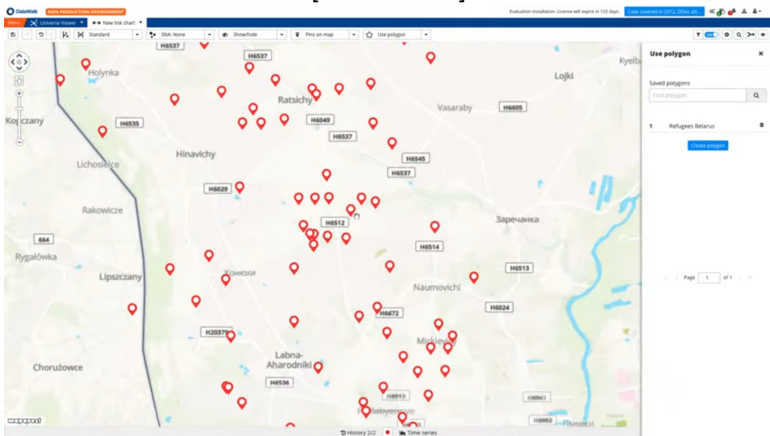 DataWalk
NON-PRODUCTION ENVIRONMENT
Evaluation installation. License will expire in 120 days.
Menu
Universe Viewer
New link chart
Standard
SNA: None
Show/hide
Pins on map
Use polygon
H6537
H6537
Holynka
Lojki
Ratsichy
Vasaraby
H6605
Kopczany
H6535
H6049
H6537
Hinavichy
H6545
Lichosielce
H6537
H6029
Rakowicze
H6512
Заречанка
664
H6514
Rygałówka
H6513
Lipszczany
Конюхи
Naumovichi
H6024
H6672
Labna-
Aharodniki
Chorużowce
H6536
mapgnat
History 2/2
Time series
Use polygon
Saved polygons
Find polygon
1 Refugees Belarus
Create polygon
Page 1 of 1